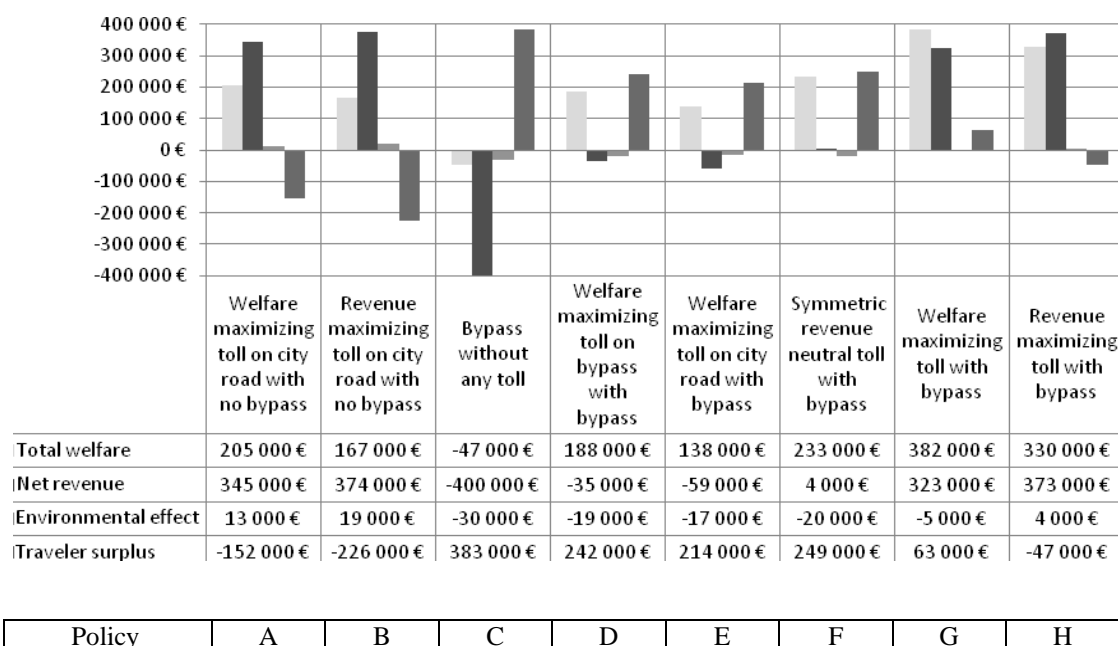 400 000 €
300 000 €
200 000 €
100 000 €
0 €
-100 000 €
-200 000 €
-300 000 €
-400 000 €
Welfare maximizing toll on city road with no bypass
Revenue maximizing toll on city road with no bypass
Bypass without any toll
Welfare maximizing toll on bypass with bypass
Welfare maximizing toll on city road with bypass
Symmetric revenue neutral toll with bypass
Welfare maximizing toll with bypass
Revenue maximizing toll with bypass
Total welfare 205 000 € 167 000 € -47 000 € 188 000 € 138 000 € 233 000 € 382 000 € 330 000 €
Net revenue 345 000 € 374 000 € -400 000 € -35 000 € -59 000 € 4 000 € 323 000 € 373 000 €
Environmental effect 13 000 € 19 000 € -30 000 € -19 000 € -17 000 € -20 000 € -5 000 € 4 000 €
Traveler surplus -152 000 € -226 000 € 383 000 € 242 000 € 214 000 € 249 000 € 63 000 € -47 000 €
Policy A B C D E F G H